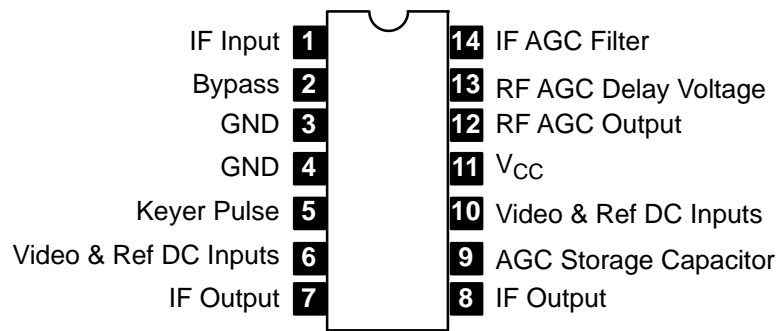 IF Input 1 14 IF AGC Filter
Bypass 2 13 RF AGC Delay Voltage
GND 3 12 RF AGC Output
GND 4 11 VCC
Keyer Pulse 5 10 Video & Ref DC Inputs
Video & Ref DC Inputs 6 9 AGC Storage Capacitor
IF Output 7 8 IF Output